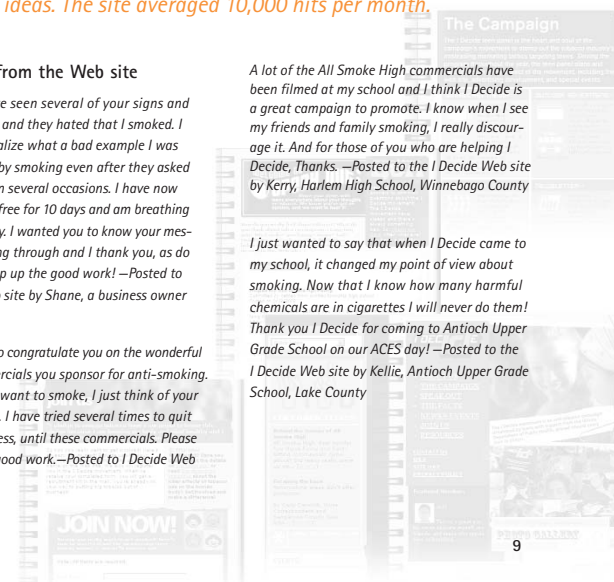 ideas. The site averaged 10,000 hits per month.
from the Web site
seen several of your signs and
and they hated that I smoked. I
alize what a bad example I was
by smoking even after they asked
n several occasions. I have now
free for 10 days and am breathing
y. I wanted you to know your mes-
ng through and I thank you, as do
p up the good work! —Posted to
site by Shane, a business owner
o congratulate you on the wonderful
rcials you sponsor for anti-smoking.
want to smoke, I just think of your
. I have tried several times to quit
ess, until these commercials. Please
good work.—Posted to I Decide Web
A lot of the All Smoke High commercials have
been filmed at my school and I think I Decide is
a great campaign to promote. I know when I see
my friends and family smoking, I really discour-
age it. And for those of you who are helping I
Decide, Thanks. —Posted to the I Decide Web site
by Kerry, Harlem High School, Winnebago County
I just wanted to say that when I Decide came to
my school, it changed my point of view about
smoking. Now that I know how many harmful
chemicals are in cigarettes I will never do them!
Thank you I Decide for coming to Antioch Upper
Grade School on our ACES day! —Posted to the
I Decide Web site by Kellie, Antioch Upper Grade
School, Lake County
The Campaign
THE CAMPAIGN
SPEAK OUT
THE FACTS
JOIN NOW!
PHOTO GALLERY
9